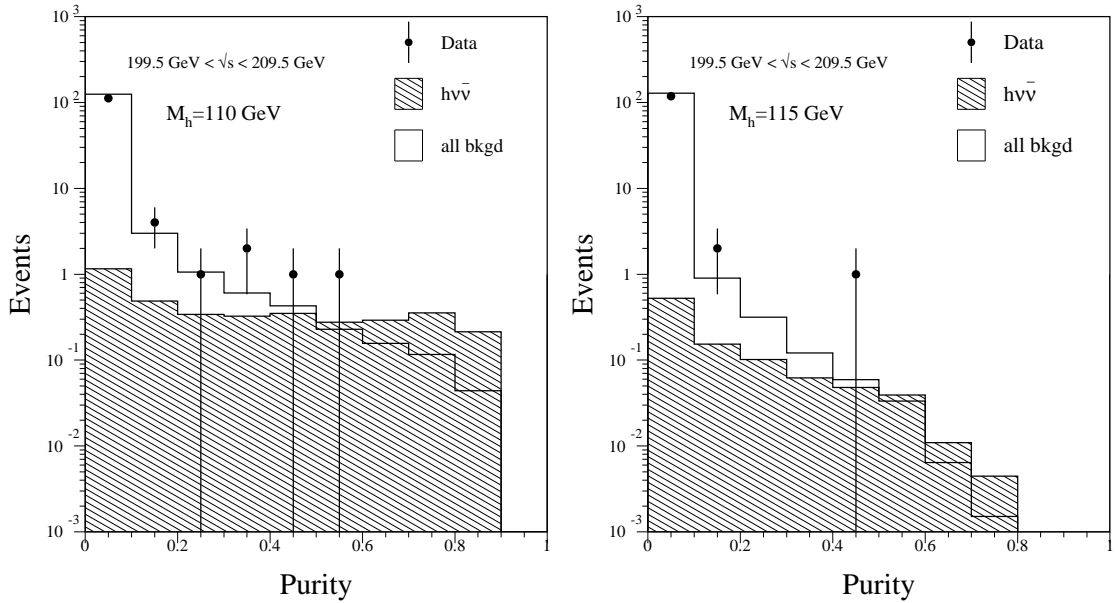 10³
10²
10
1
10⁻¹
10⁻²
10⁻³
0
0.2
0.4
0.6
0.8
1
Purity
Events
199.5 GeV < √s < 209.5 GeV
M_h=110 GeV
Data
hνν̄
all bkgd
10³
10²
10
1
10⁻¹
10⁻²
10⁻³
0
0.2
0.4
0.6
0.8
1
Purity
Events
199.5 GeV < √s < 209.5 GeV
M_h=115 GeV
Data
hνν̄
all bkgd